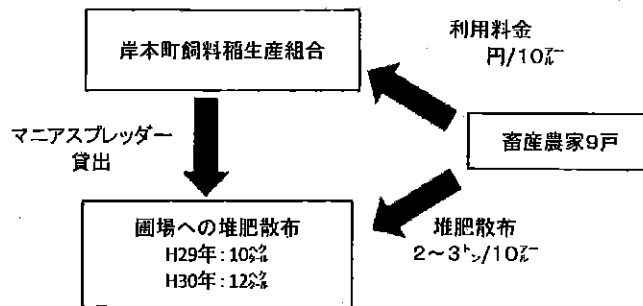 岸本町飼料稲生産組合
利用料金
円/10㌃
マニアスプレッダー
貸出
畜産農家9戸
圃場への堆肥散布
H29年:10㌶
H30年:12㌶
堆肥散布
2～3㌧/10㌃